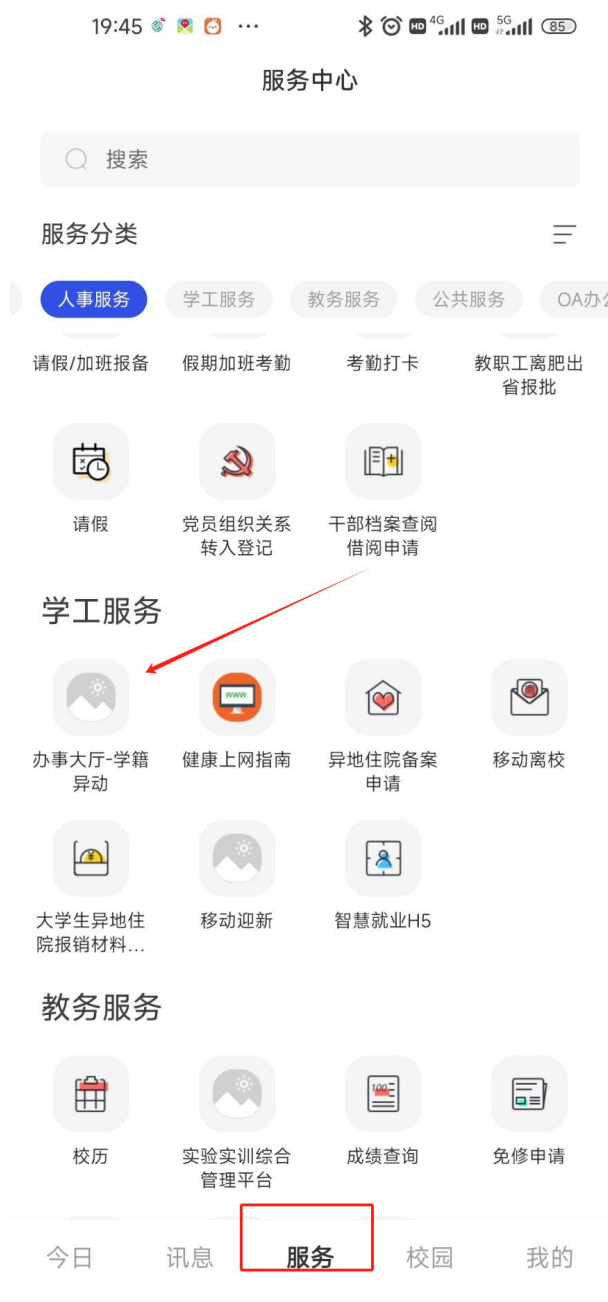 19:45 ... HD 4G HD 5G 85
服务中心
搜索
服务分类
人事服务 学工服务 教务服务 公共服务 OA办公
请假/加班报备 假期加班考勤 考勤打卡 教职工离肥出
省报批
请假 党员组织关系 干部档案查阅
转入登记 借阅申请
学工服务
www.
办事大厅-学籍 健康上网指南 异地住院备案 移动离校
异动 申请
大学生异地住 移动迎新 智慧就业H5
院报销材料...
教务服务
100
校历 实验实训综合 成绩查询 免修申请
管理平台
今日 讯息 服务 校园 我的